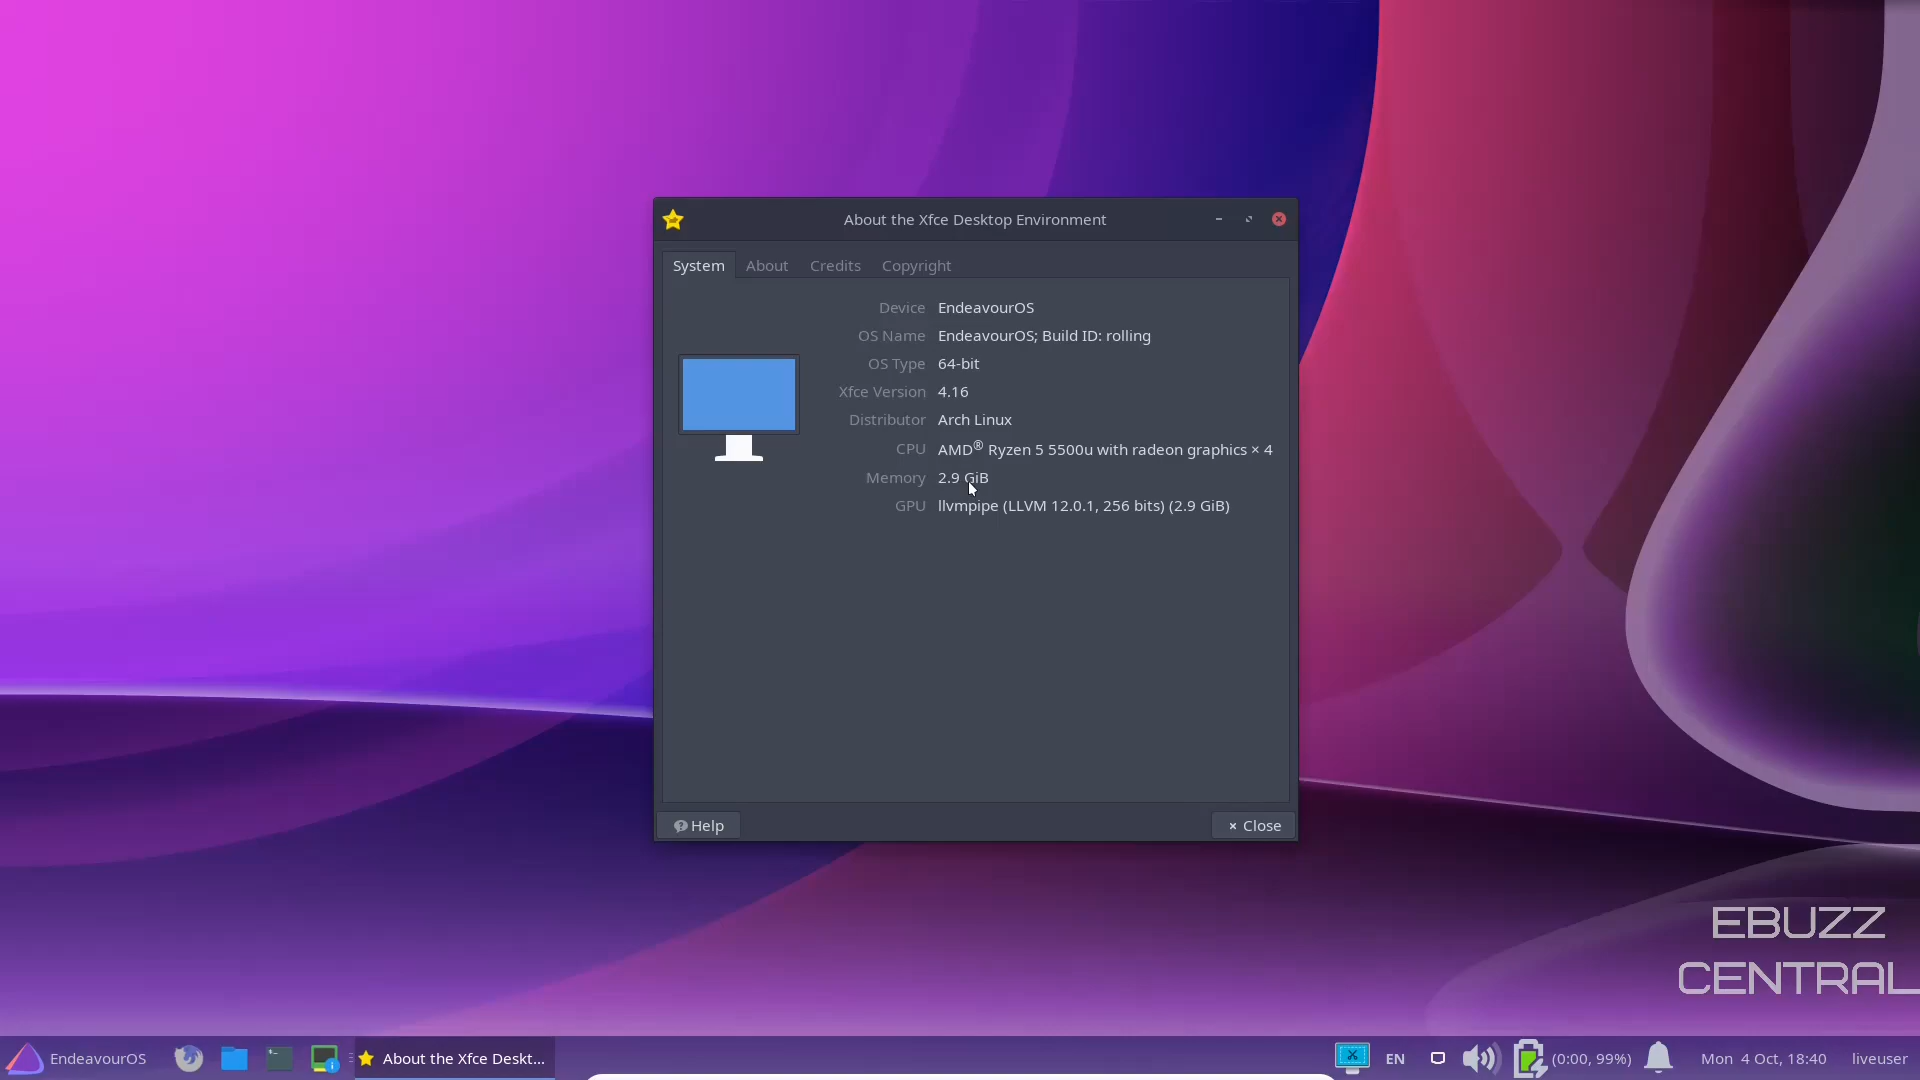 About the Xfce Desktop Environment
System About Credits Copyright
Device EndeavourOS
OS Name EndeavourOS; Build ID: rolling
OS Type 64-bit
Xfce Version 4.16
Distributor Arch Linux
CPU AMD® Ryzen 5 5500u with radeon graphics × 4
Memory 2.9 GiB
GPU llvmpipe (LLVM 12.0.1, 256 bits) (2.9 GiB)
Help × Close
EBUZZ
CENTRAL
EndeavourOS About the Xfce Deskt... EN (0:00, 99%) Mon 4 Oct, 18:40 liveuser